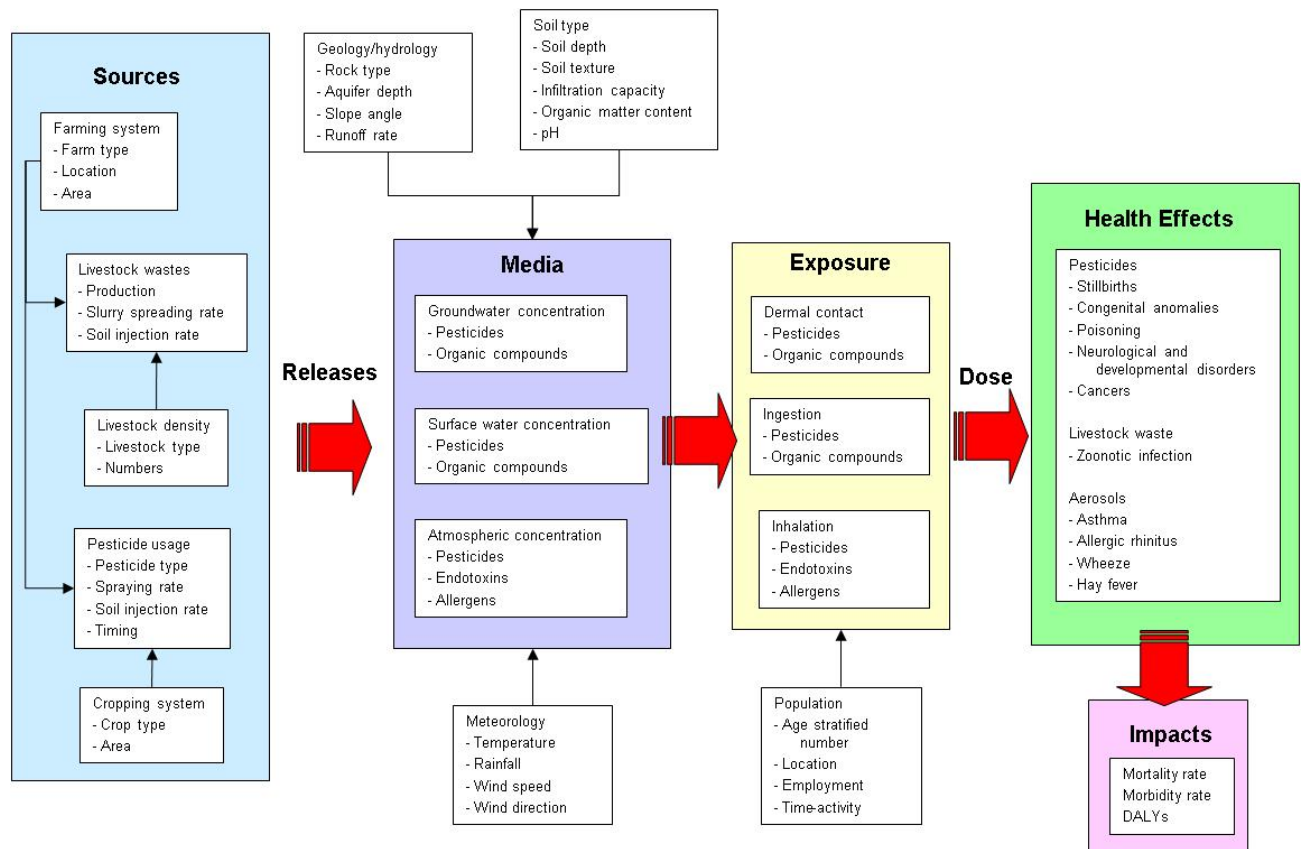 Sources
Farming system
- Farm type
- Location
- Area
Livestock wastes
- Production
- Slurry spreading rate
- Soil injection rate
Livestock density
- Livestock type
- Numbers
Pesticide usage
- Pesticide type
- Spraying rate
- Soil injection rate
- Timing
Cropping system
- Crop type
- Area
Releases
Geology/hydrology
- Rock type
- Aquifer depth
- Slope angle
- Runoff rate
Soil type
- Soil depth
- Soil texture
- Infiltration capacity
- Organic matter content
- pH
Media
Groundwater concentration
- Pesticides
- Organic compounds
Surface water concentration
- Pesticides
- Organic compounds
Atmospheric concentration
- Pesticides
- Endotoxins
- Allergens
Meteorology
- Temperature
- Rainfall
- Wind speed
- Wind direction
Exposure
Dermal contact
- Pesticides
- Organic compounds
Ingestion
- Pesticides
- Organic compounds
Inhalation
- Pesticides
- Endotoxins
- Allergens
Population
- Age stratified
number
- Location
- Employment
- Time-activity
Dose
Health Effects
Pesticides
- Stillbirths
- Congenital anomalies
- Poisoning
- Neurological and
developmental disorders
- Cancers
Livestock waste
- Zoonotic infection
Aerosols
- Asthma
- Allergic rhinitus
- Wheeze
- Hay fever
Impacts
Mortality rate
Morbidity rate
DALYs